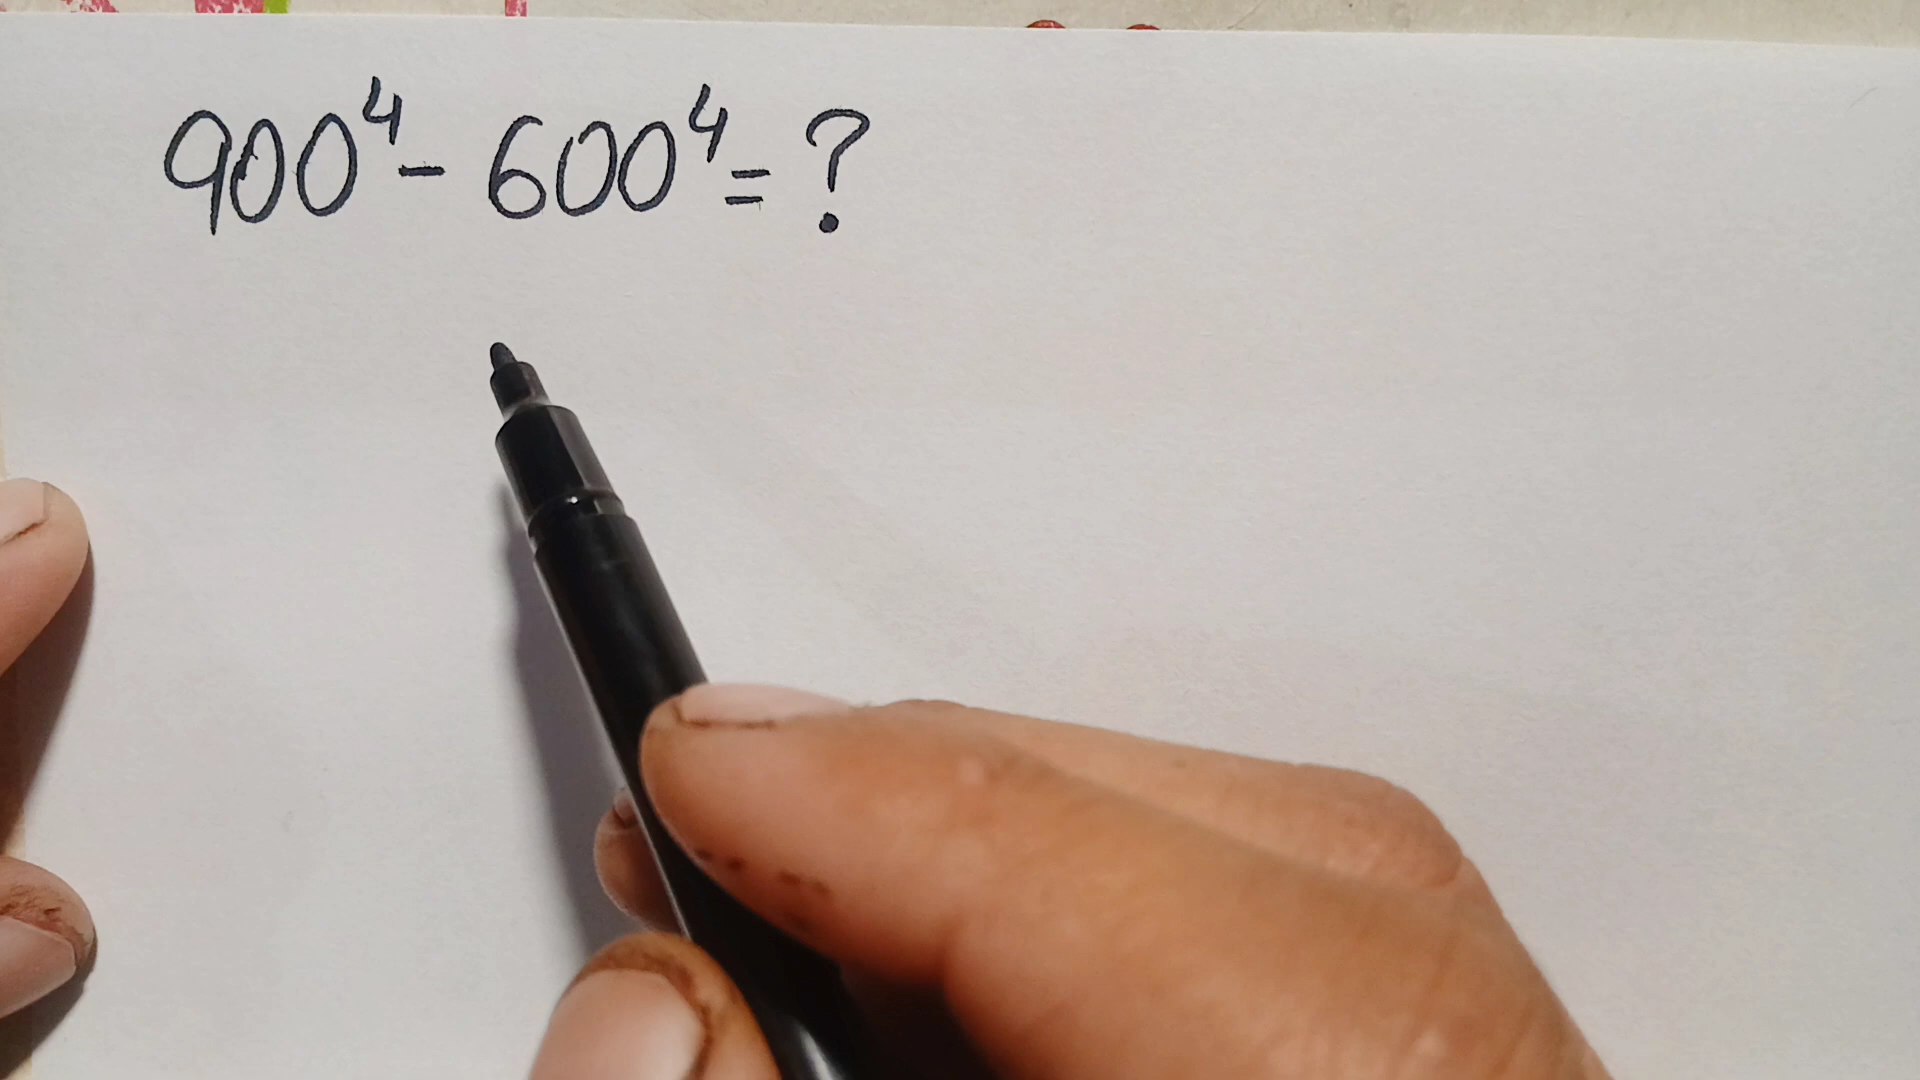 900⁴ - 600⁴ = ?